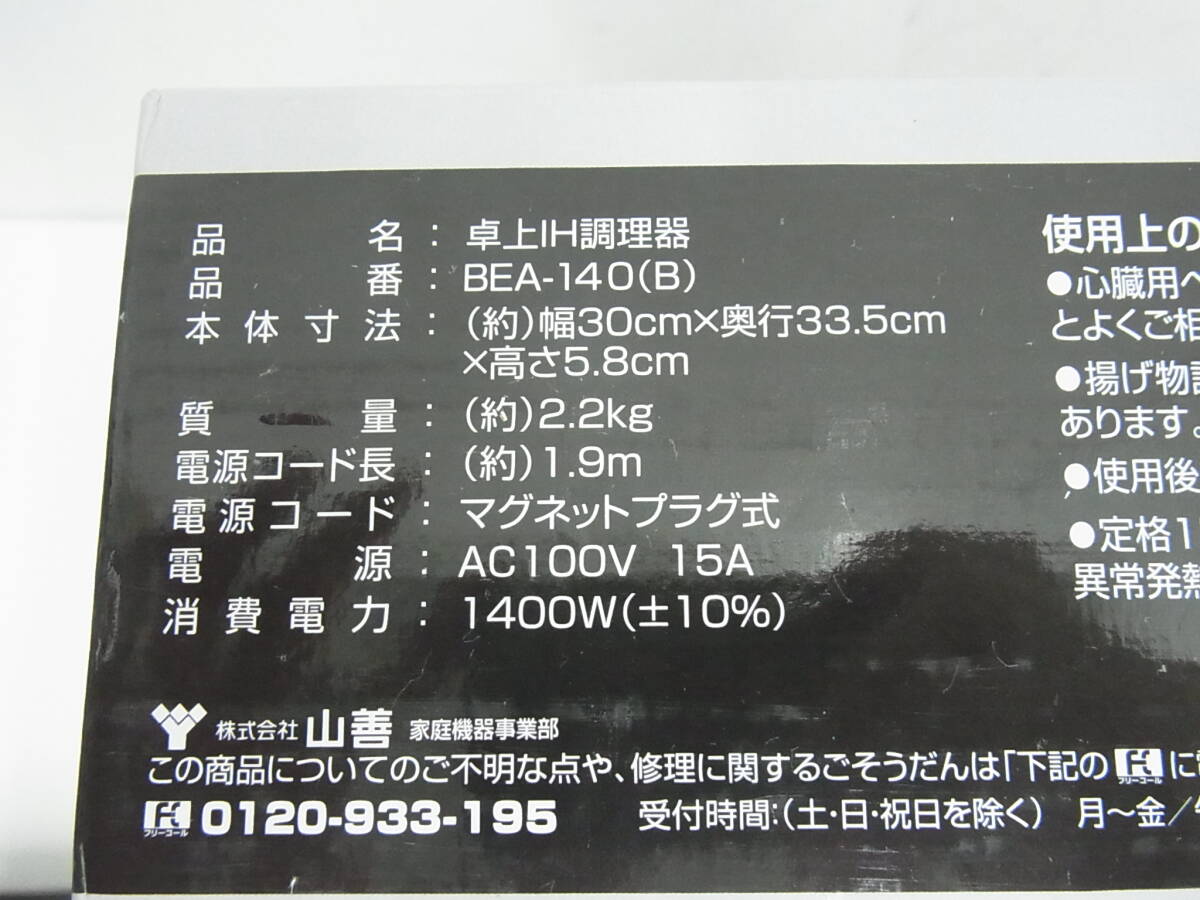 品名：卓上IH調理器
品番：BEA-140(B)
本体寸法：(約)幅30cm×奥行33.5cm
×高さ5.8cm
質量：(約)2.2kg
電源コード長：(約)1.9m
電源コード：マグネットプラグ式
電源：AC100V 15A
消費電力：1400W(±10%)
使用上の
●心臓用ペ
とよくご相
●揚げ物調
あります。
●使用後
●定格1
異常発熱
株式会社 山善 家庭機器事業部
この商品についてのご不明な点や、修理に関するごそうだんは「下記の フリーコール に
フリーコール 0120-933-195 受付時間：(土・日・祝日を除く) 月〜金／